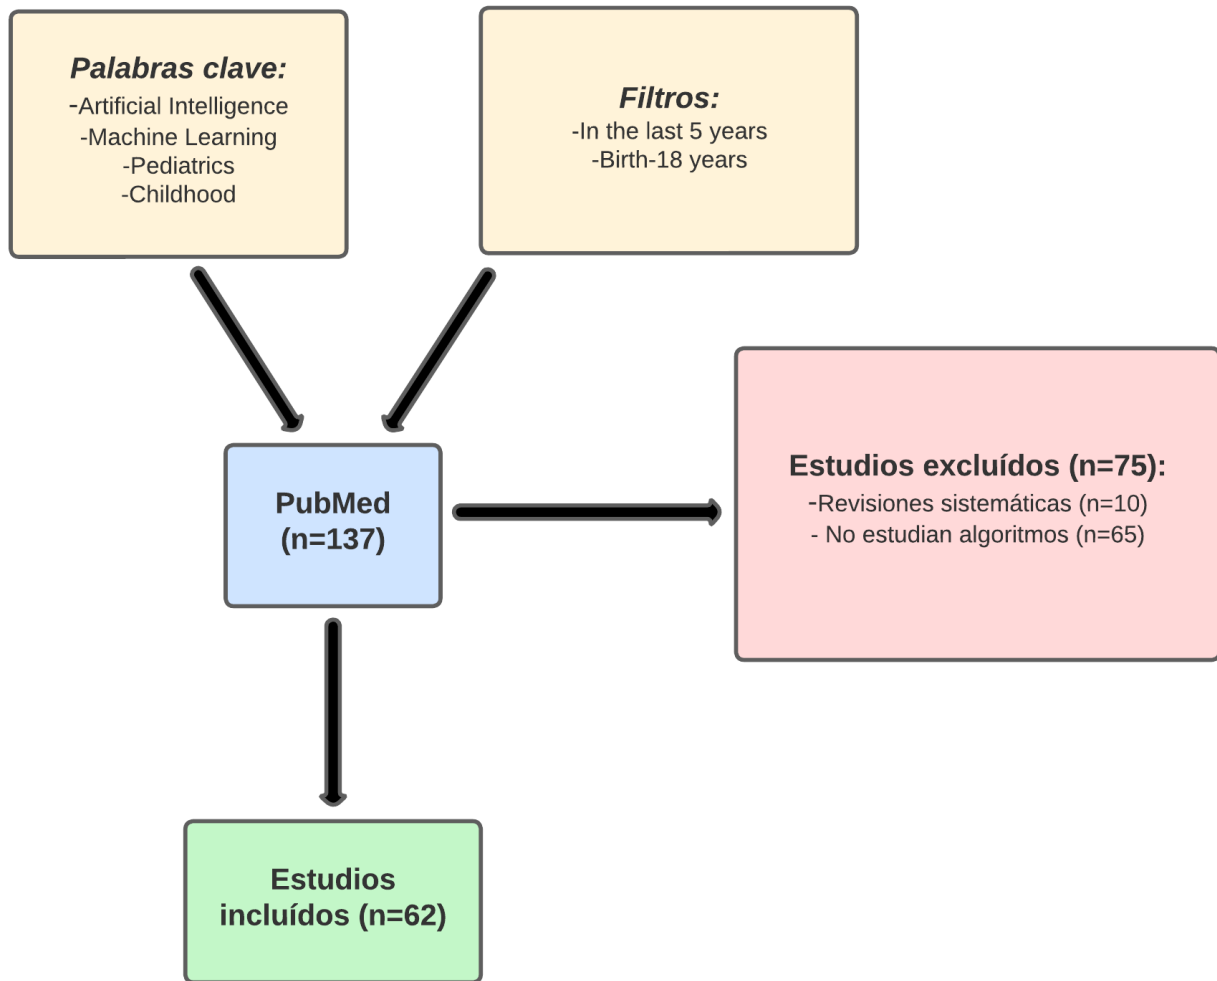 Palabras clave:
-Artificial Intelligence
-Machine Learning
-Pediatrics
-Childhood
Filtros:
-In the last 5 years
-Birth-18 years
PubMed
(n=137)
Estudios excluídos (n=75):
-Revisiones sistemáticas (n=10)
- No estudian algoritmos (n=65)
Estudios
incluídos (n=62)